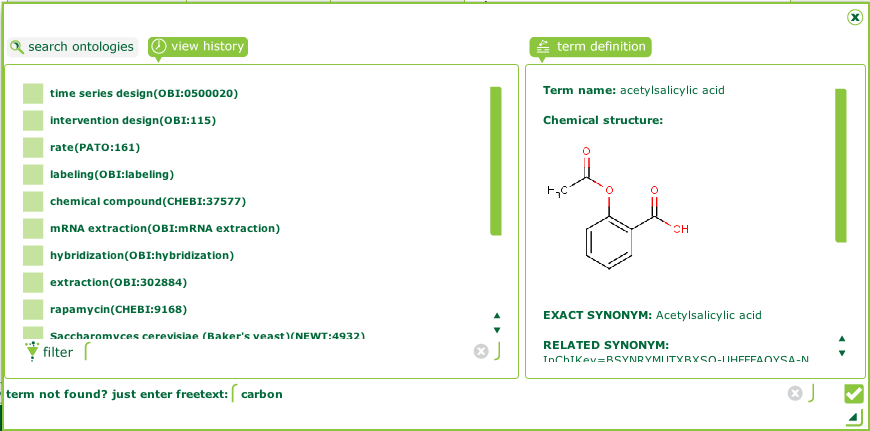 search ontologies
view history
term definition
time series design(OBI:0500020)
intervention design(OBI:115)
rate(PATO:161)
labeling(OBI:labeling)
chemical compound(CHEBI:37577)
mRNA extraction(OBI:mRNA extraction)
hybridization(OBI:hybridization)
extraction(OBI:302884)
rapamycin(CHEBI:9168)
Saccharomyces cerevisiae (Baker's yeast)(NEWT:4932)
filter
Term name: acetylsalicylic acid
Chemical structure:
O
H3C
O
O
OH
EXACT SYNONYM: Acetylsalicylic acid
RELATED SYNONYM:
InChIKey=BSYNRYMUTXBXSQ-UHFFFAOYSA-N
term not found? just enter freetext: carbon